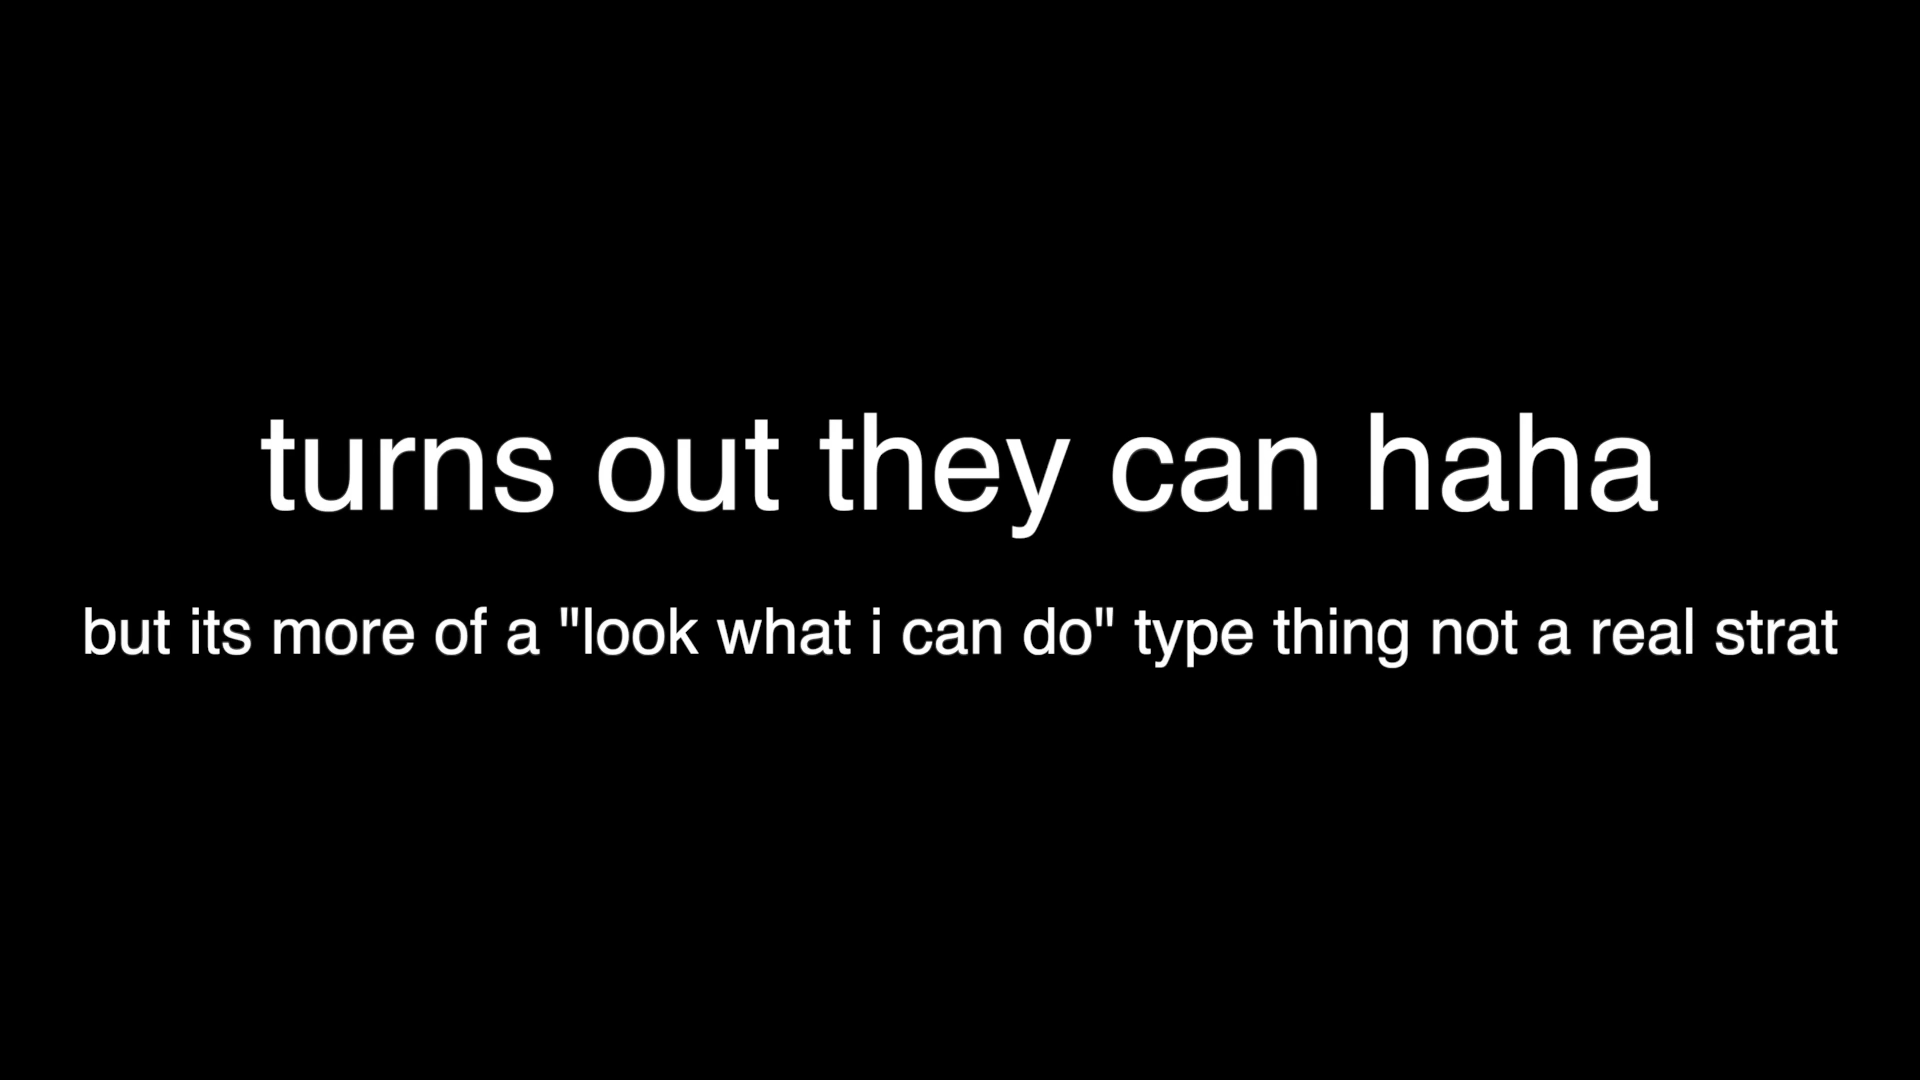 turns out they can haha
but its more of a "look what i can do" type thing not a real strat